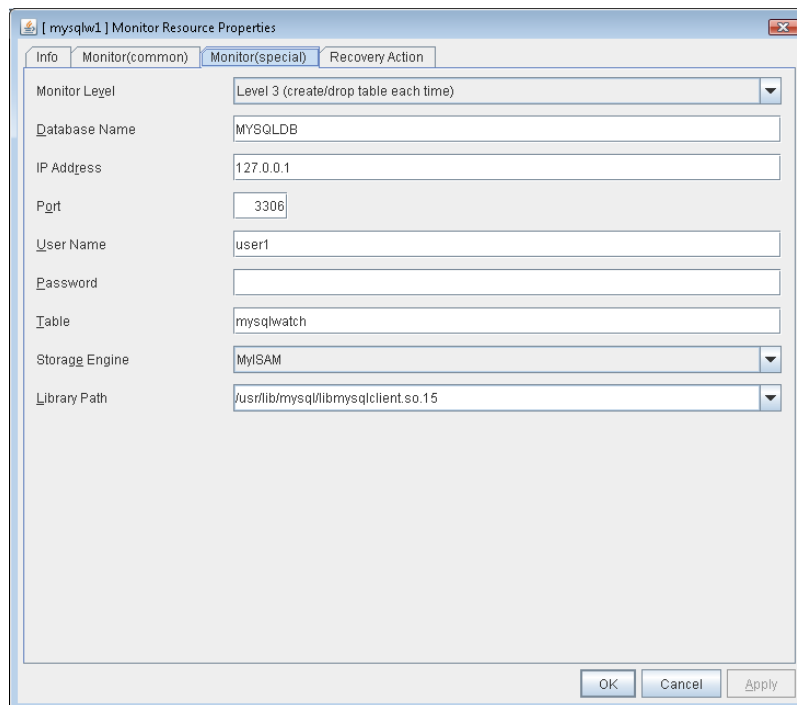 [ mysqlw1 ] Monitor Resource Properties
Info Monitor(common) Monitor(special) Recovery Action
Monitor Level Level 3 (create/drop table each time)
Database Name MYSQLDB
IP Address 127.0.0.1
Port 3306
User Name user1
Password
Table mysqlwatch
Storage Engine MyISAM
Library Path /usr/lib/mysql/libmysqlclient.so.15
OK Cancel Apply